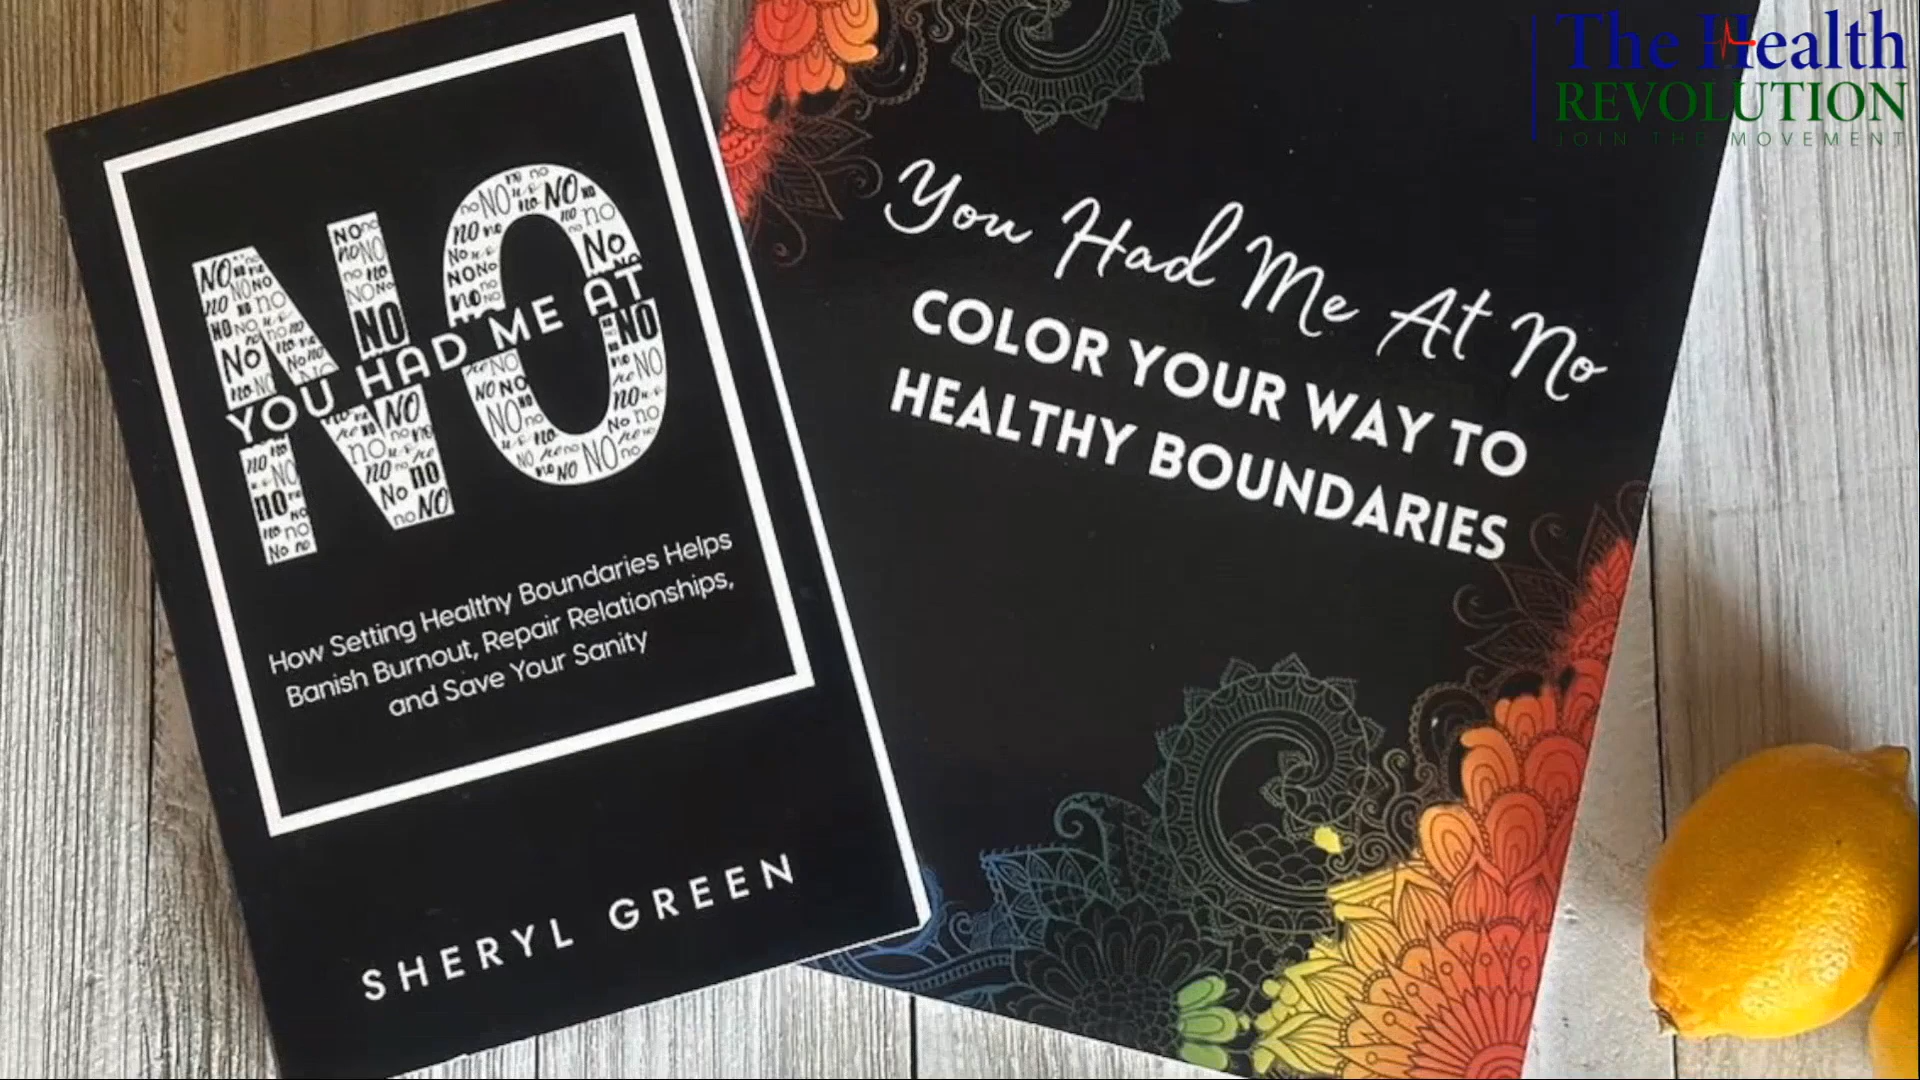 NO
YOU HAD ME AT
How Setting Healthy Boundaries Helps
Banish Burnout, Repair Relationships,
and Save Your Sanity
SHERYL GREEN
You Had Me At No
COLOR YOUR WAY TO
HEALTHY BOUNDARIES
The Health
REVOLUTION
JOIN THE MOVEMENT